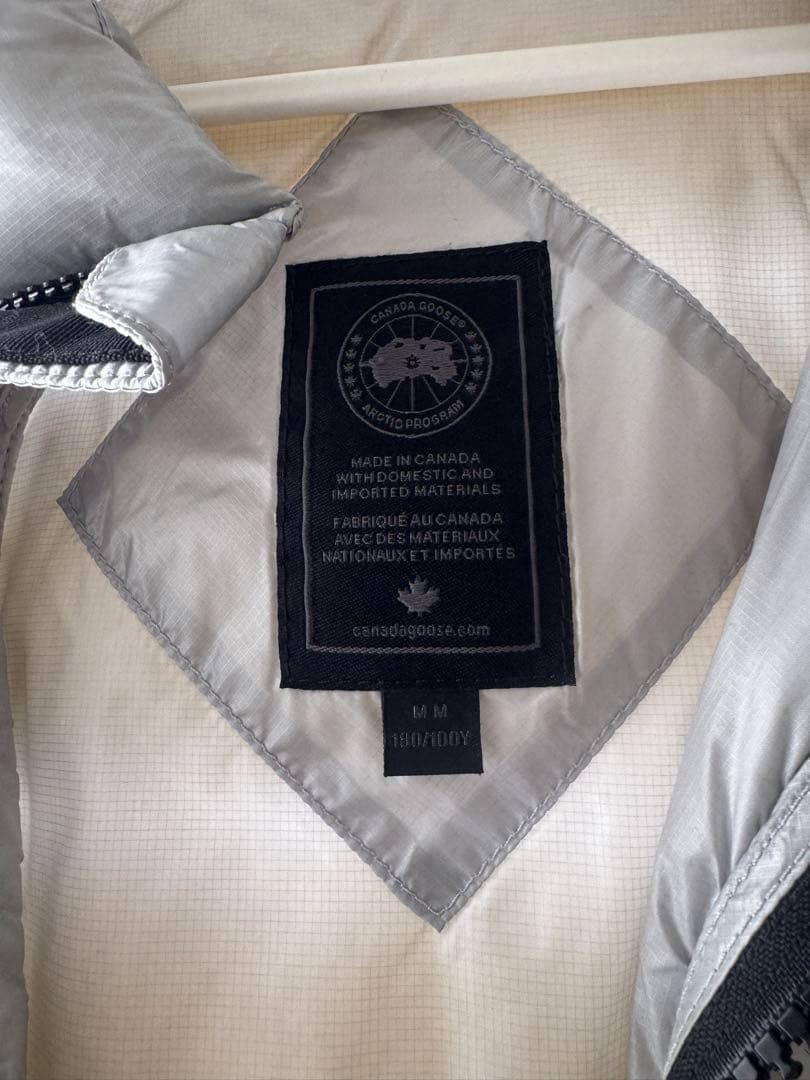 CANADA GOOSE®
ARCTIC PROGRAM
MADE IN CANADA
WITH DOMESTIC AND
IMPORTED MATERIALS
FABRIQUÉ AU CANADA
AVEC DES MATERIAUX
NATIONAUX ET IMPORTÉS
canadagoose.com
M M
180/100Y